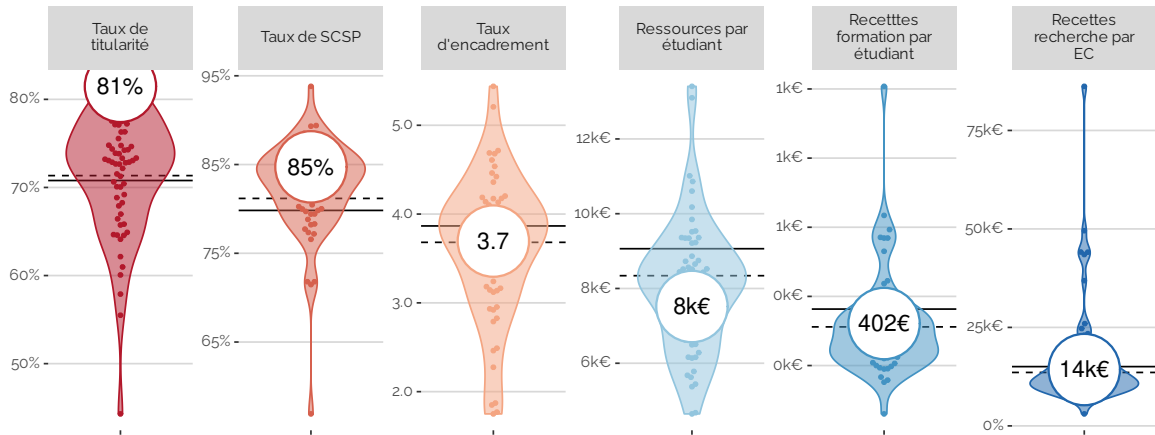 Taux de
titularité
Taux de SCSP
Taux
d'encadrement
Ressources par
étudiant
Recetttes
formation par
étudiant
Recettes
recherche par
EC
80%
70%
60%
50%
81%
95%
85%
75%
65%
85%
5.0
4.0
3.0
2.0
3.7
12k€
10k€
8k€
6k€
8k€
1k€
1k€
1k€
0k€
0k€
402€
75k€
50k€
25k€
0%
14k€